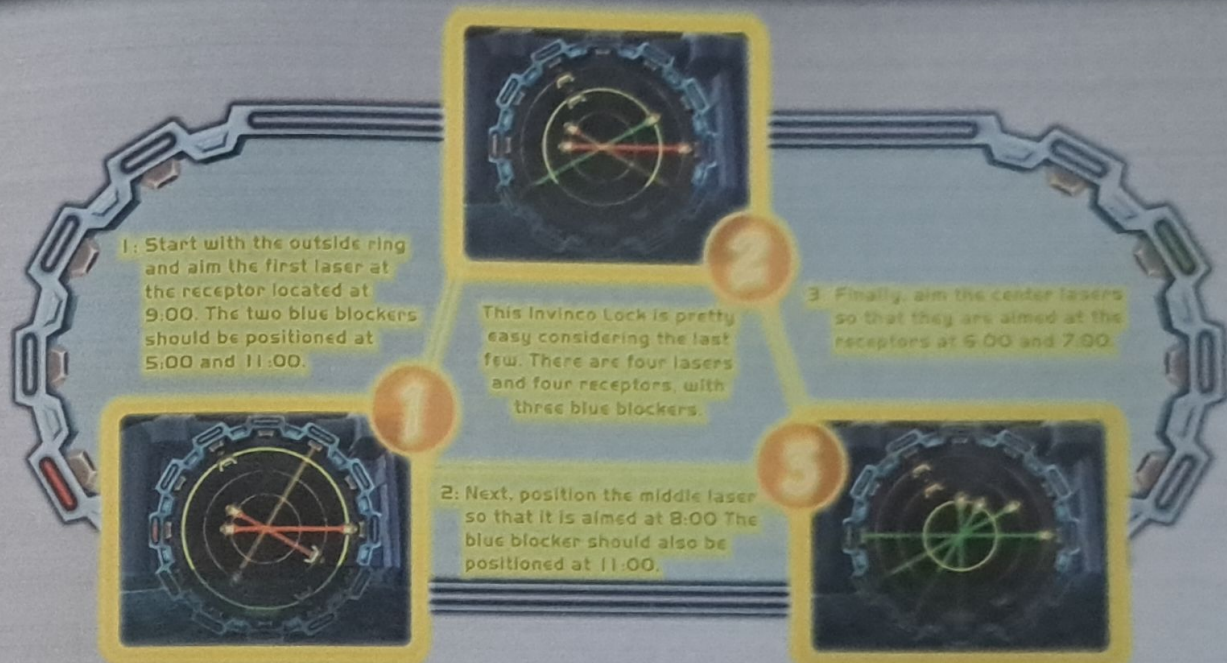 1: Start with the outside ring
and aim the first laser at
the receptor located at
9:00. The two blue blockers
should be positioned at
5:00 and 11:00.
1
This Invinco Lock is pretty
easy considering the last
few. There are four lasers
and four receptors, with
three blue blockers.
2
2: Next, position the middle laser
so that it is aimed at 8:00 The
blue blocker should also be
positioned at 11:00.
3 Finally, aim the center lasers
so that they are aimed at the
receptors at 6:00 and 7:00.
3